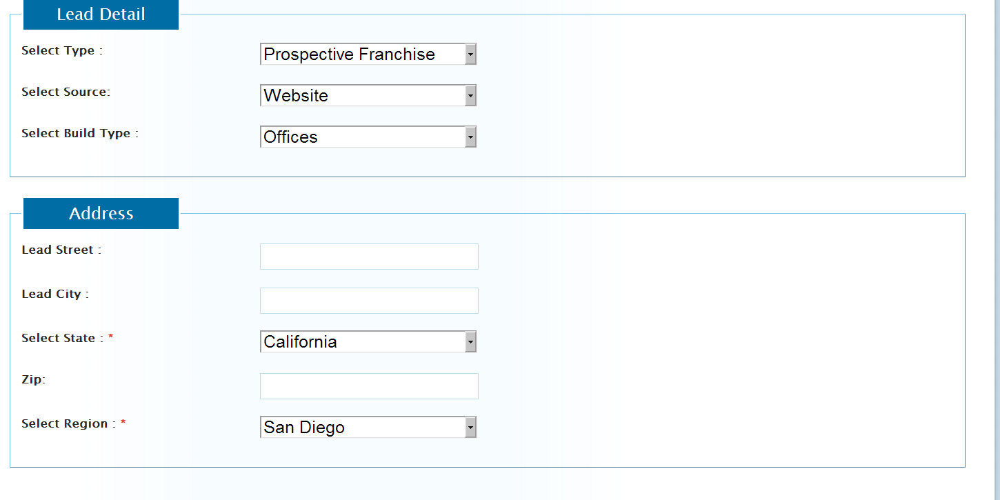 Lead Detail
Select Type : Prospective Franchise
Select Source: Website
Select Build Type : Offices
Address
Lead Street :
Lead City :
Select State : * California
Zip:
Select Region : * San Diego